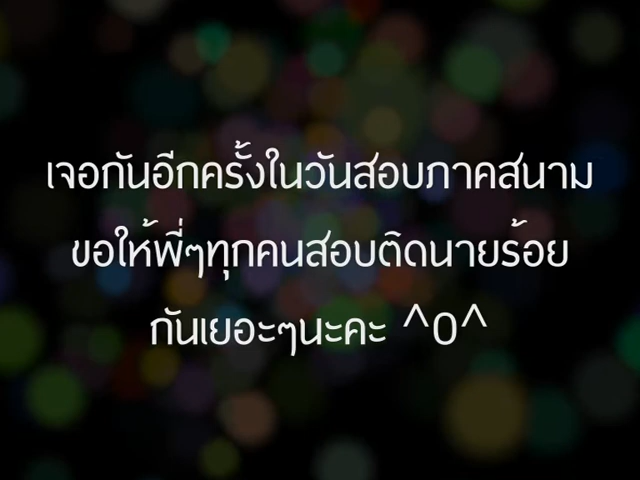 เจอกันอีกครั้งในวันสอบภาคสนาม
ขอให้พี่ๆทุกคนสอบติดนายร้อย
กันเยอะๆนะคะ ^0^